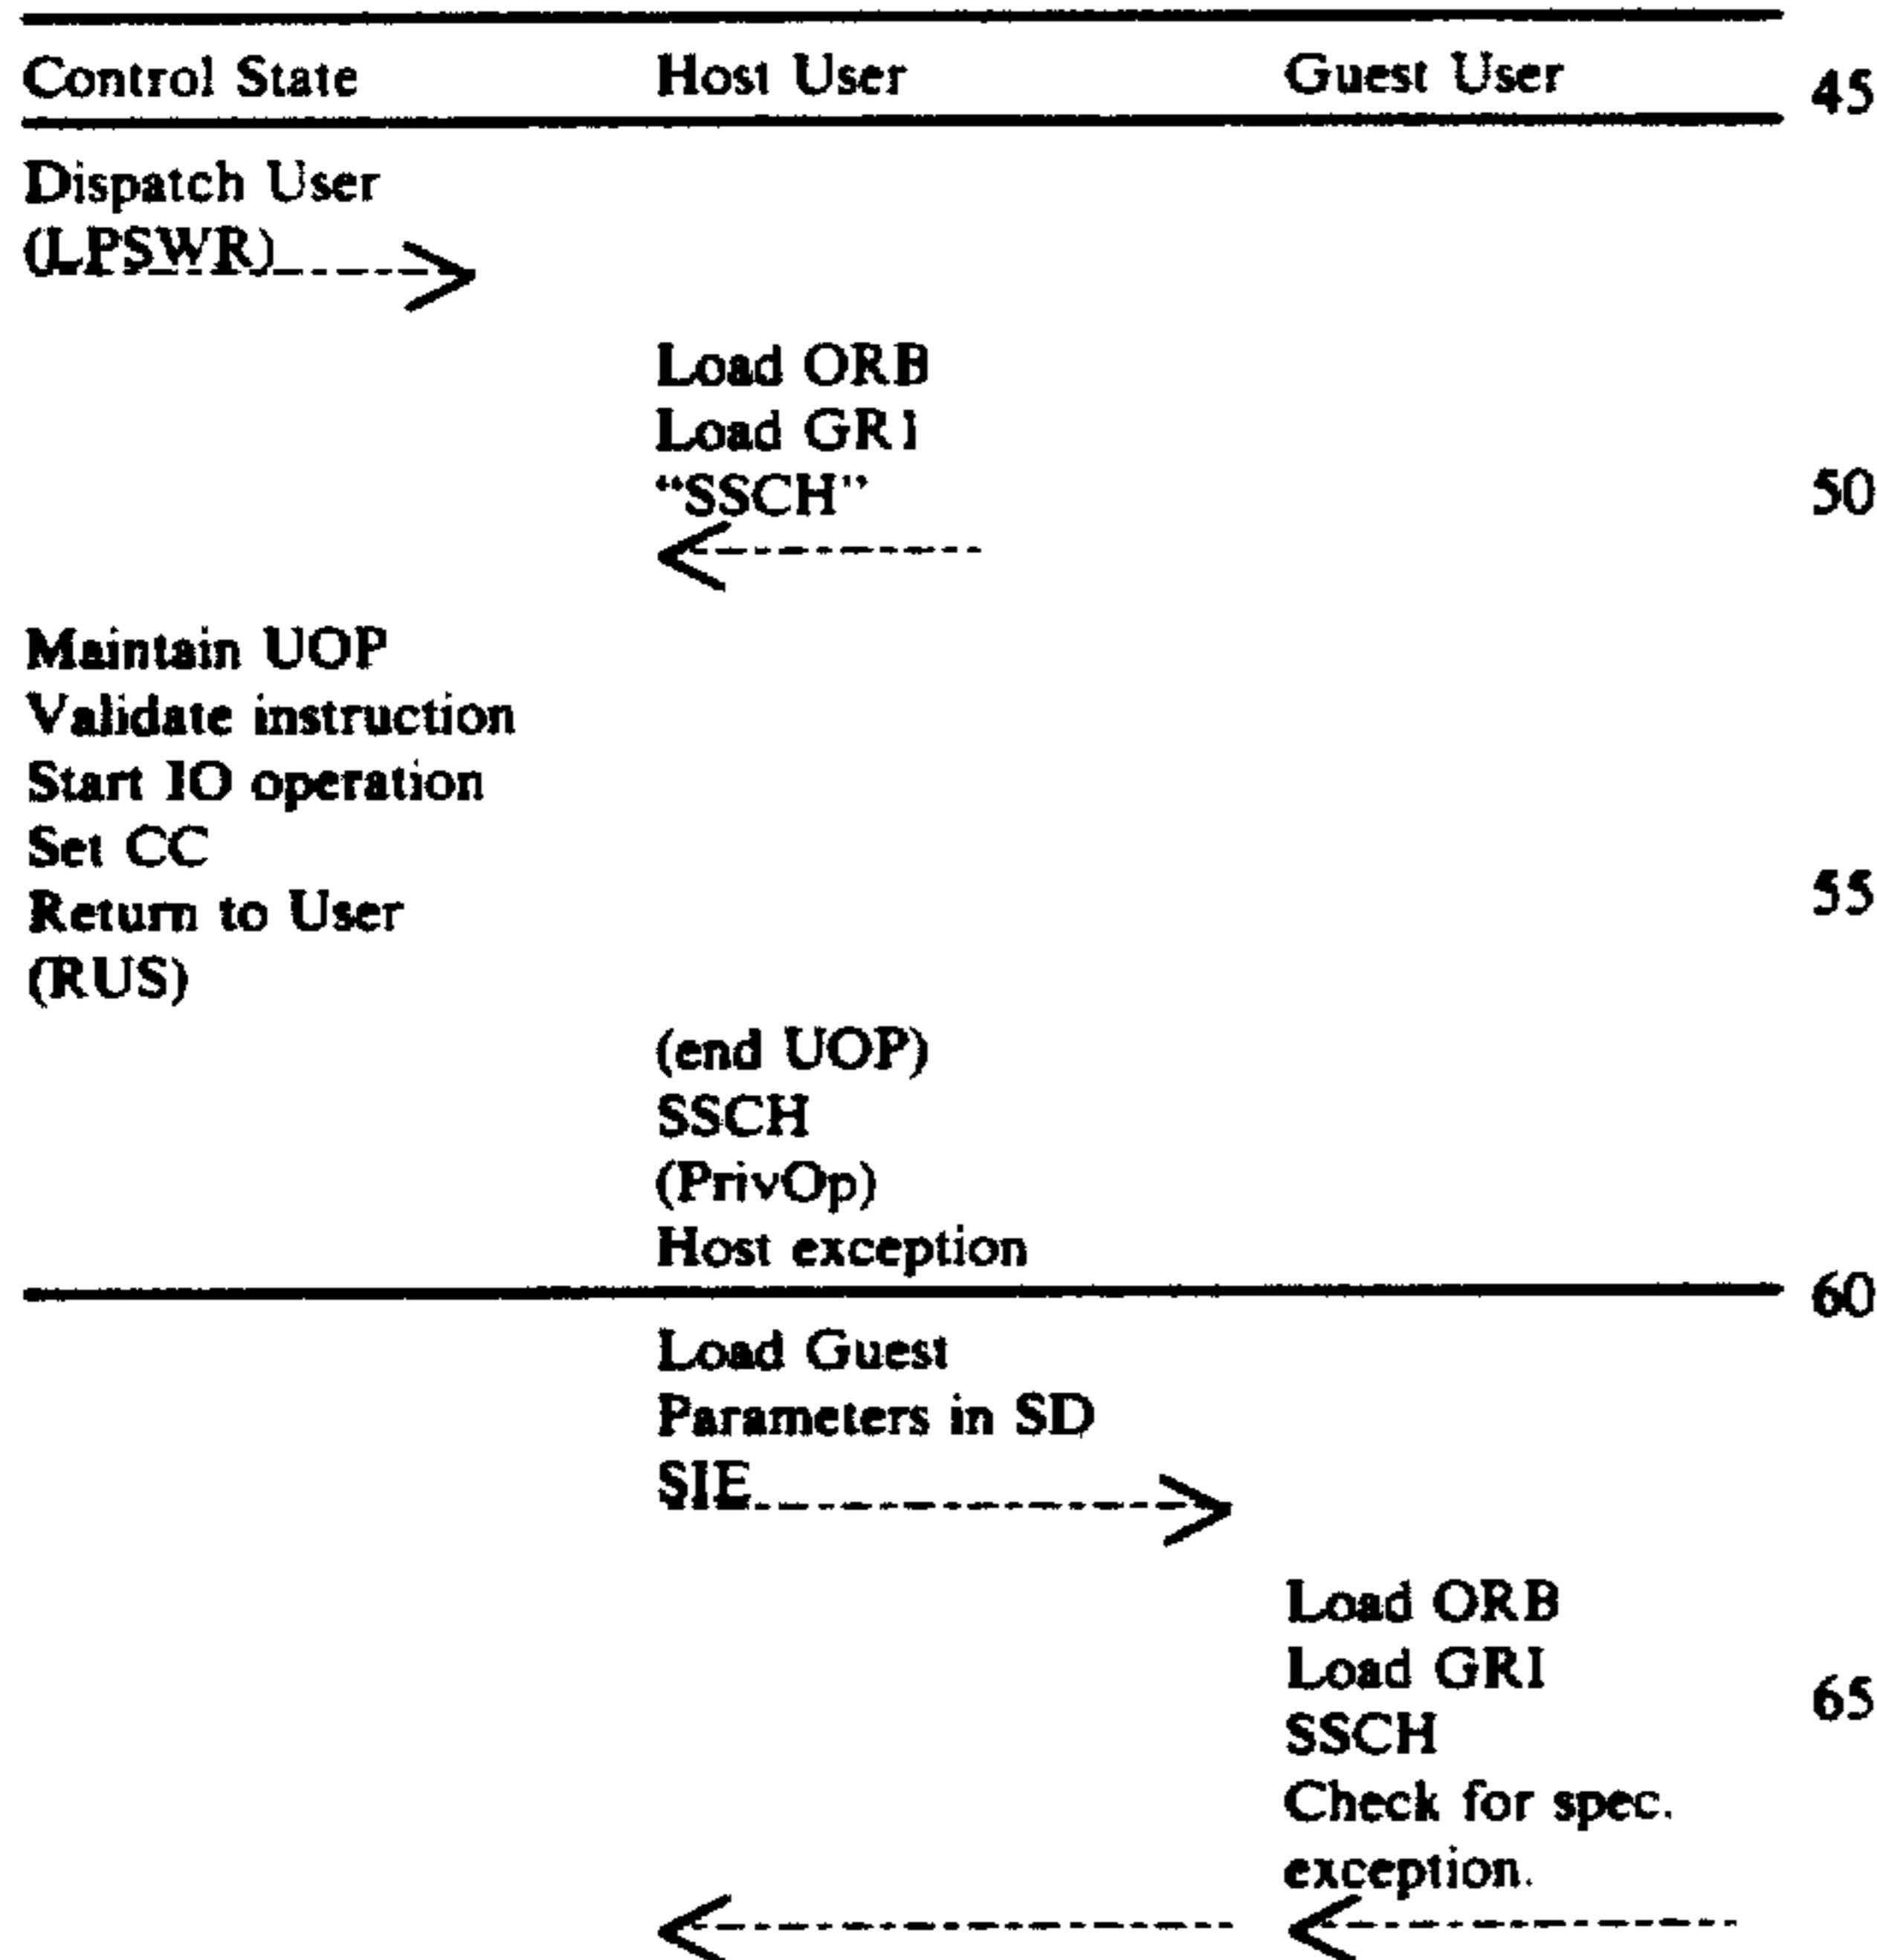 Control State Host User Guest User 45
Dispatch User
(LPSWR)
Load ORB
Load GR1
“SSCH” 50
Maintain UOP
Validate instruction
Start IO operation
Set CC
Return to User 55
(RUS)
(end UOP)
SSCH
(PrivOp)
Host exception
60
Load Guest
Parameters in SD
SIE
Load ORB
Load GRI
65
SSCH
Check for spec.
exception.